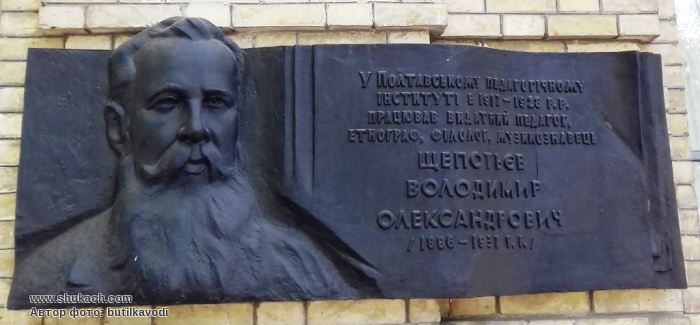 У Полтавському педагогічному
інституті в 1917-1928 р.р.
працював видатний педагог,
етнограф, філолог, музикознавець
ЩЕПОТЬЄВ
ВОЛОДИМИР
ОЛЕКСАНДРОВИЧ
/1880-1937 р.р./
www.shukach.com
Автор фото: butilkavodi